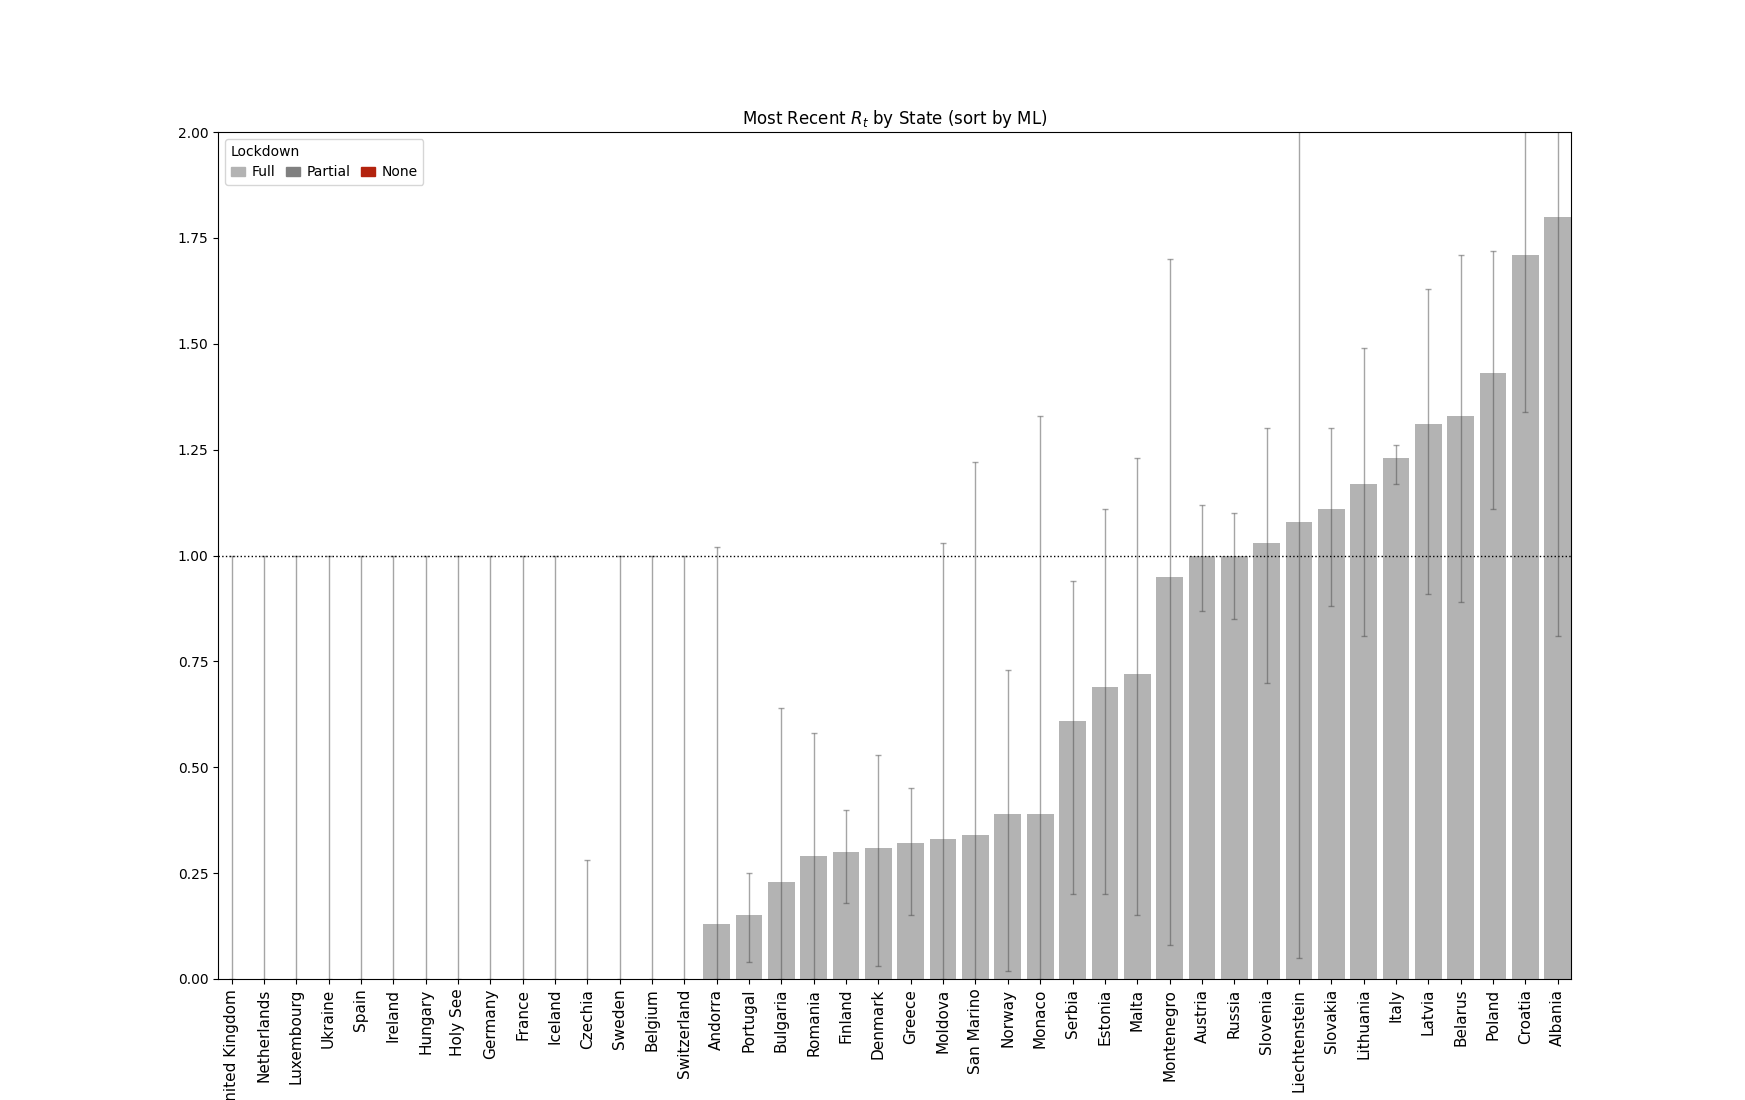 Most Recent R_t by State (sort by ML)
2.00
Lockdown
Full Partial None
1.75
1.50
1.25
1.00
0.75
0.50
0.25
0.00
nited Kingdom
Netherlands
Luxembourg
Ukraine
Spain
Ireland
Hungary
Holy See
Germany
France
Iceland
Czechia
Sweden
Belgium
Switzerland
Andorra
Portugal
Bulgaria
Romania
Finland
Denmark
Greece
Moldova
San Marino
Norway
Monaco
Serbia
Estonia
Malta
Montenegro
Austria
Russia
Slovenia
Liechtenstein
Slovakia
Lithuania
Italy
Latvia
Belarus
Poland
Croatia
Albania